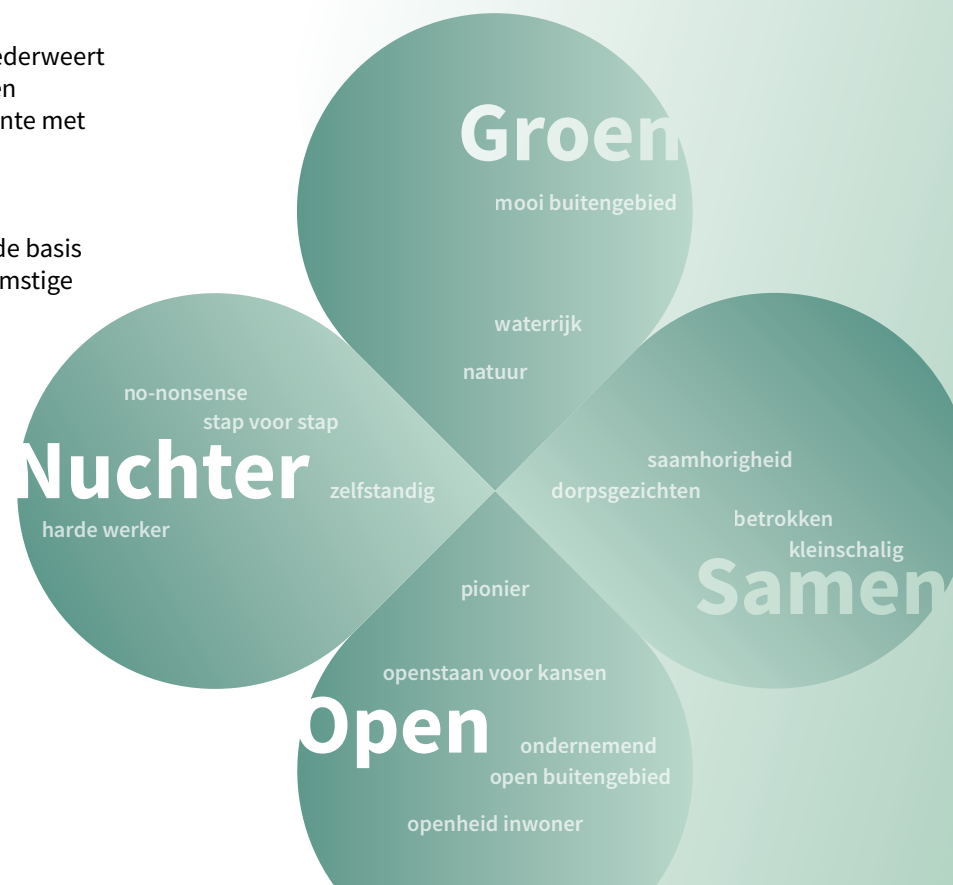 ederweert
en
nte met
de basis
mstige
Groen
mooi buitengebied
waterrijk
natuur
no-nonsense
stap voor stap
Nuchter
zelfstandig
harde werker
saamhorigheid
dorpsgezichten
betrokken
kleinschalig
Samen
pionier
openstaan voor kansen
Open
ondernemend
open buitengebied
openheid inwoner